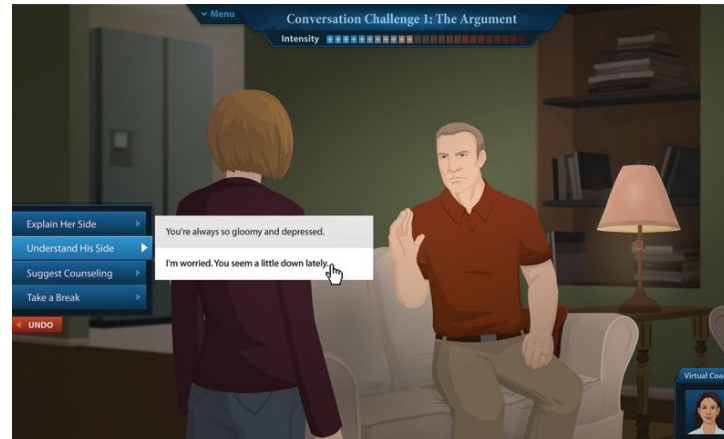 Menu
Conversation Challenge 1: The Argument
Intensity
Explain Her Side
Understand His Side
Suggest Counseling
Take a Break
UNDO
You're always so gloomy and depressed.
I'm worried. You seem a little down lately.
Virtual Coa